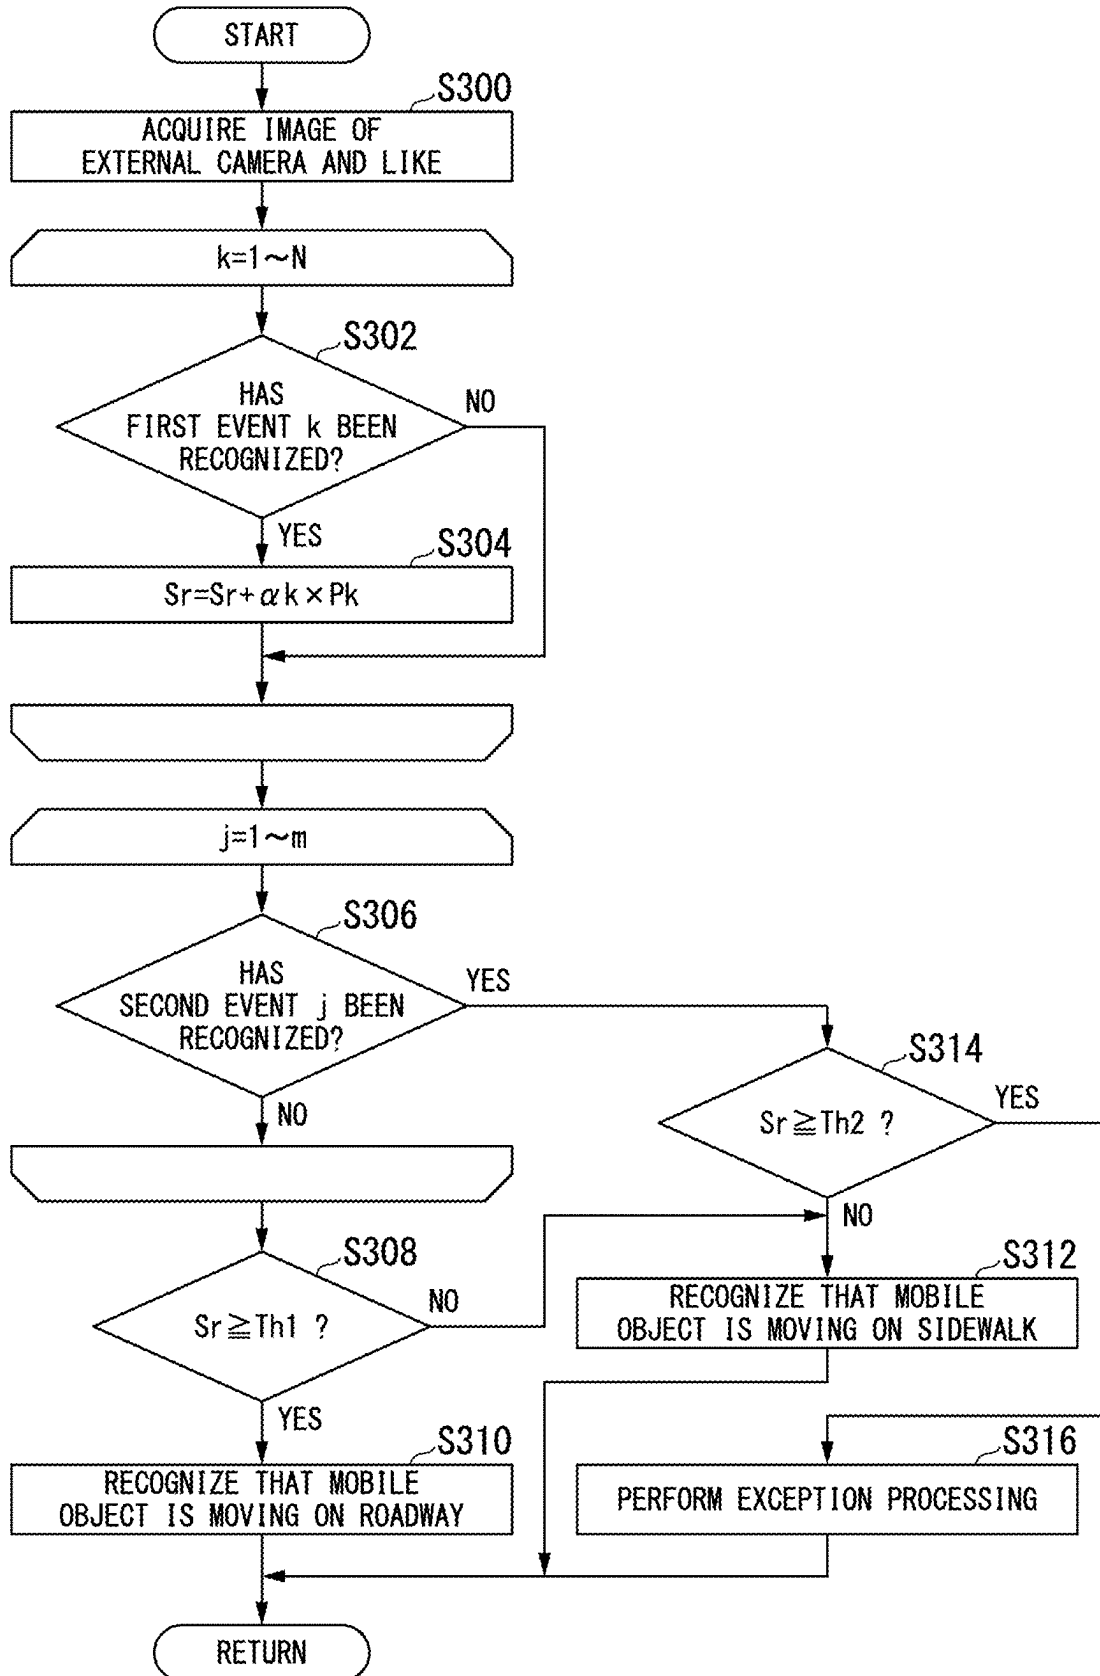 START
S300
ACQUIRE IMAGE OF
EXTERNAL CAMERA AND LIKE
k=1～N
S302
HAS
FIRST EVENT k BEEN
RECOGNIZED?
NO
YES
S304
Sr=Sr+αk×Pk
j=1～m
S306
HAS
SECOND EVENT j BEEN
RECOGNIZED?
YES
NO
S314
Sr≧Th2 ?
YES
NO
S308
Sr≧Th1 ?
NO
YES
S312
RECOGNIZE THAT MOBILE
OBJECT IS MOVING ON SIDEWALK
S310
RECOGNIZE THAT MOBILE
OBJECT IS MOVING ON ROADWAY
S316
PERFORM EXCEPTION PROCESSING
RETURN